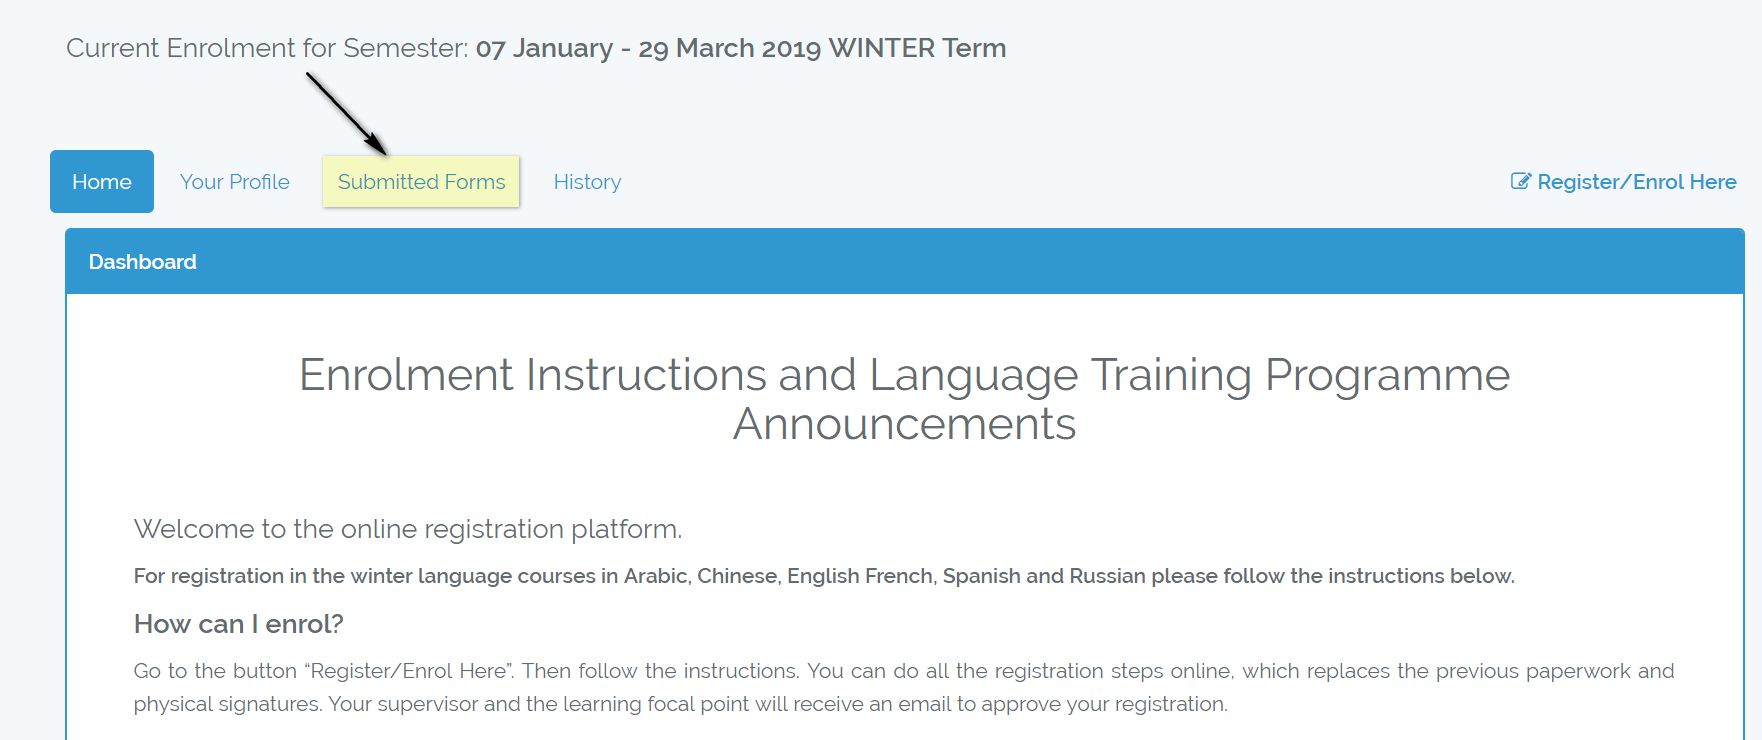 Current Enrolment for Semester: 07 January - 29 March 2019 WINTER Term
Home Your Profile Submitted Forms History Register/Enrol Here
Dashboard
Enrolment Instructions and Language Training Programme
Announcements
Welcome to the online registration platform.
For registration in the winter language courses in Arabic, Chinese, English French, Spanish and Russian please follow the instructions below.
How can I enrol?
Go to the button “Register/Enrol Here”. Then follow the instructions. You can do all the registration steps online, which replaces the previous paperwork and
physical signatures. Your supervisor and the learning focal point will receive an email to approve your registration.